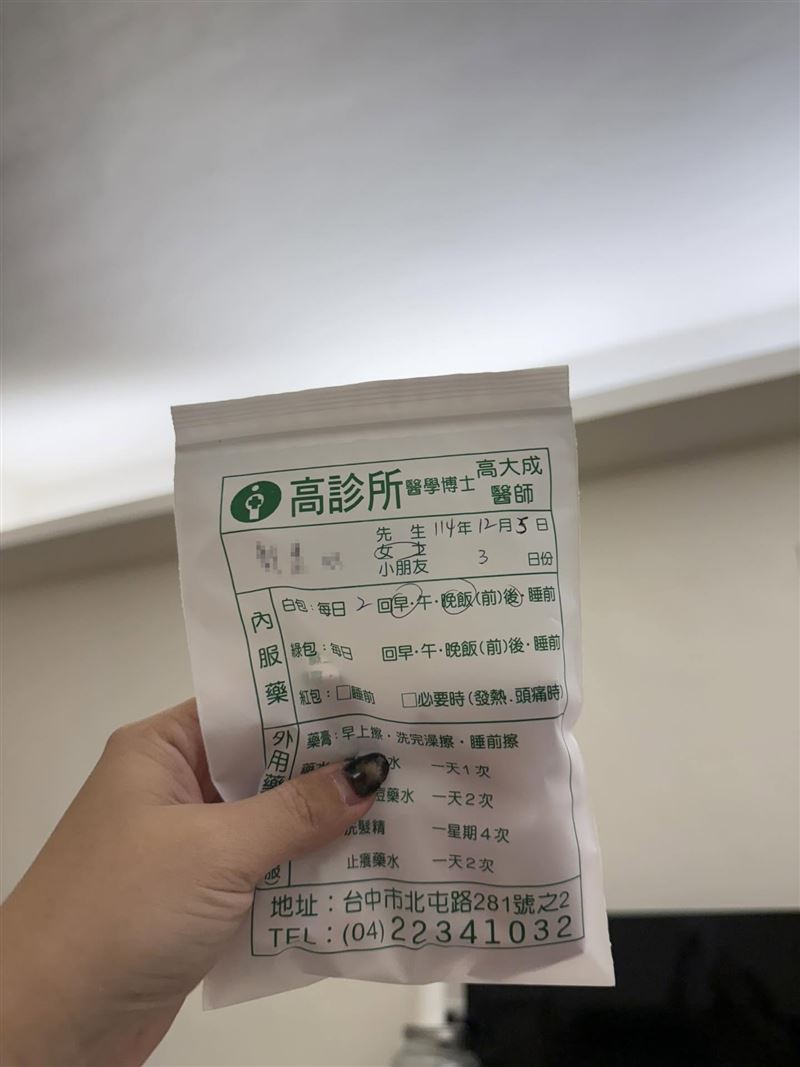 高診所 醫學博士 高大成醫師
先生 114年12月5日
女士
小朋友 3 日份
內服藥
白包：每日2回早・午・晚飯(前)後・睡前
綠包：每日 回早・午・晚飯(前)後・睡前
紅包：□睡前 □必要時(發熱．頭痛時)
外用藥
藥膏：早上擦・洗完澡擦・睡前擦
藥水 水 一天1次
痘藥水 一天2次
洗髮精 一星期4次
止癢藥水 一天2次
服
地址：台中市北屯路281號之2
TEL：(04)22341032